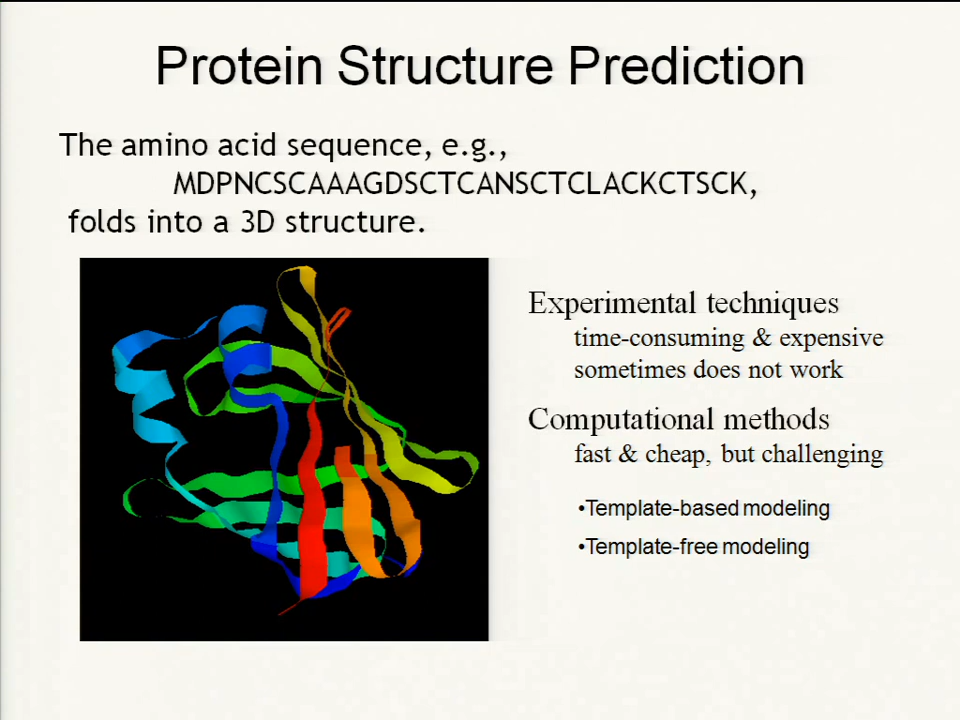 Protein Structure Prediction
The amino acid sequence, e.g.,
MDPNCSCAAAGDSCTCANSCTCLACKCTSCK,
folds into a 3D structure.
Experimental techniques
time-consuming & expensive
sometimes does not work
Computational methods
fast & cheap, but challenging
•Template-based modeling
•Template-free modeling